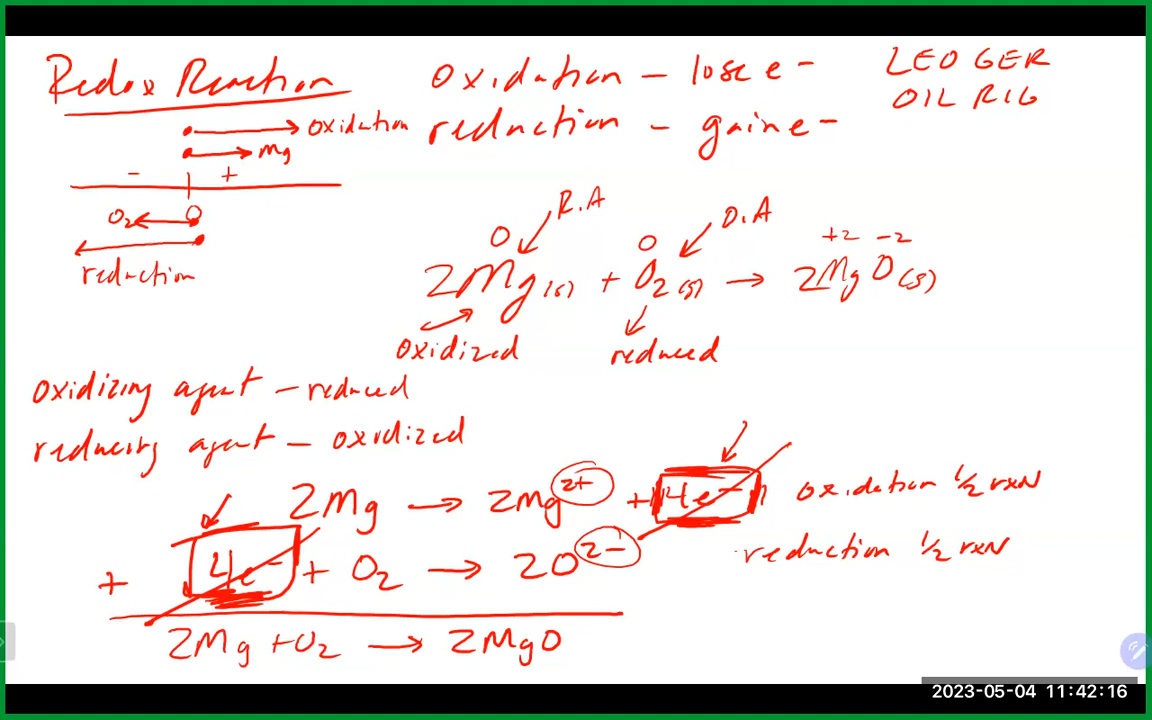 Redox Reaction
oxidation - lose e-
LEO GER
OIL RIG
reduction - gain e-
oxidation
Mg
- +
O₂ 0
reduction
R.A
O.A
0 0 +2 -2
2Mg(s) + O₂(g) → 2MgO(s)
oxidized reduced
oxidizing agent - reduced
reducing agent - oxidized
2Mg → 2Mg²⁺ + 4e⁻ oxidation 1/2 rxN
+ 4e⁻ + O₂ → 2O²⁻ reduction 1/2 rxN
2Mg + O₂ → 2MgO
2023-05-04 11:42:16